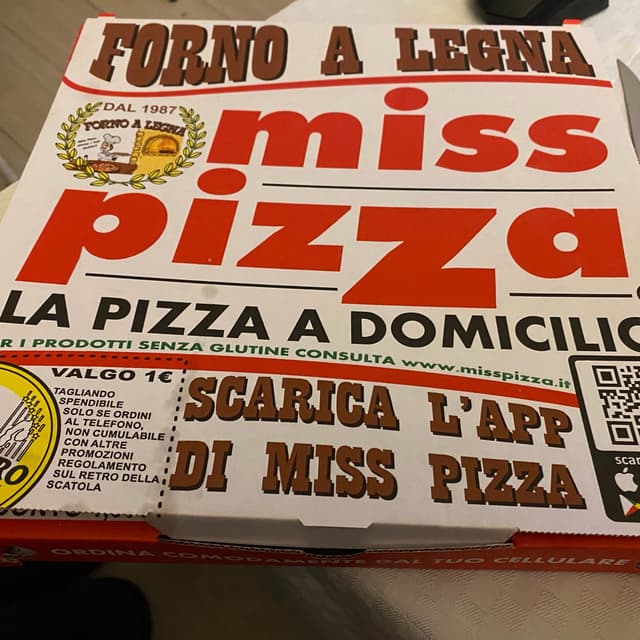 FORNO A LEGNA
DAL 1987
FORNO A LEGNA
miss
pizza
LA PIZZA A DOMICILIO
R I PRODOTTI SENZA GLUTINE CONSULTA www.misspizza.it
VALGO 1€
TAGLIANDO
SPENDIBILE
SOLO SE ORDINI
AL TELEFONO,
NON CUMULABILE
CON ALTRE
PROMOZIONI
REGOLAMENTO
SUL RETRO DELLA
SCATOLA
RO
SCARICA L'APP
DI MISS PIZZA
scan
ORDINA COMODAMENTE DAL TUO CELLULARE